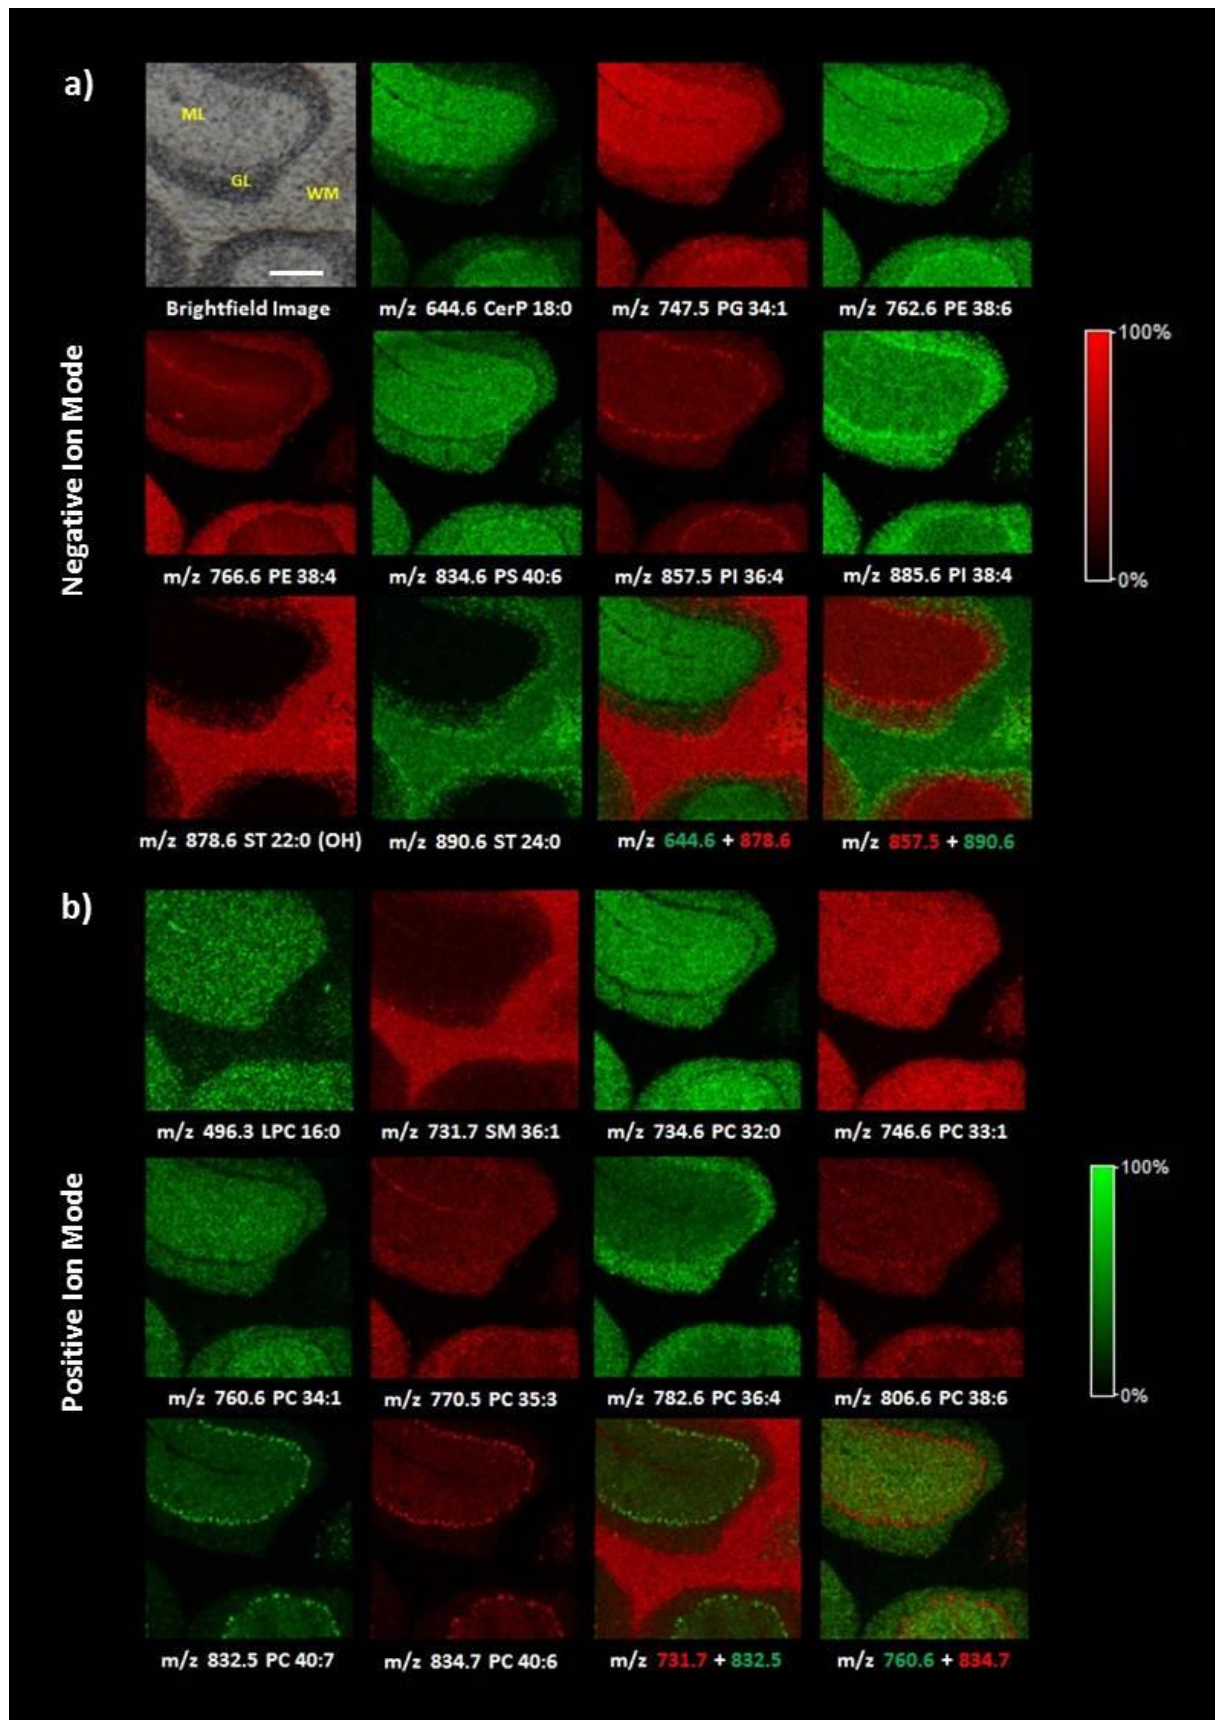 a)
ML
GL
WM
Brightfield Image
m/z 644.6 CerP 18:0
m/z 747.5 PG 34:1
m/z 762.6 PE 38:6
Negative Ion Mode
100%
0%
m/z 766.6 PE 38:4
m/z 834.6 PS 40:6
m/z 857.5 PI 36:4
m/z 885.6 PI 38:4
m/z 878.6 ST 22:0 (OH)
m/z 890.6 ST 24:0
m/z 644.6 + 878.6
m/z 857.5 + 890.6
b)
m/z 496.3 LPC 16:0
m/z 731.7 SM 36:1
m/z 734.6 PC 32:0
m/z 746.6 PC 33:1
Positive Ion Mode
100%
0%
m/z 760.6 PC 34:1
m/z 770.5 PC 35:3
m/z 782.6 PC 36:4
m/z 806.6 PC 38:6
m/z 832.5 PC 40:7
m/z 834.7 PC 40:6
m/z 731.7 + 832.5
m/z 760.6 + 834.7